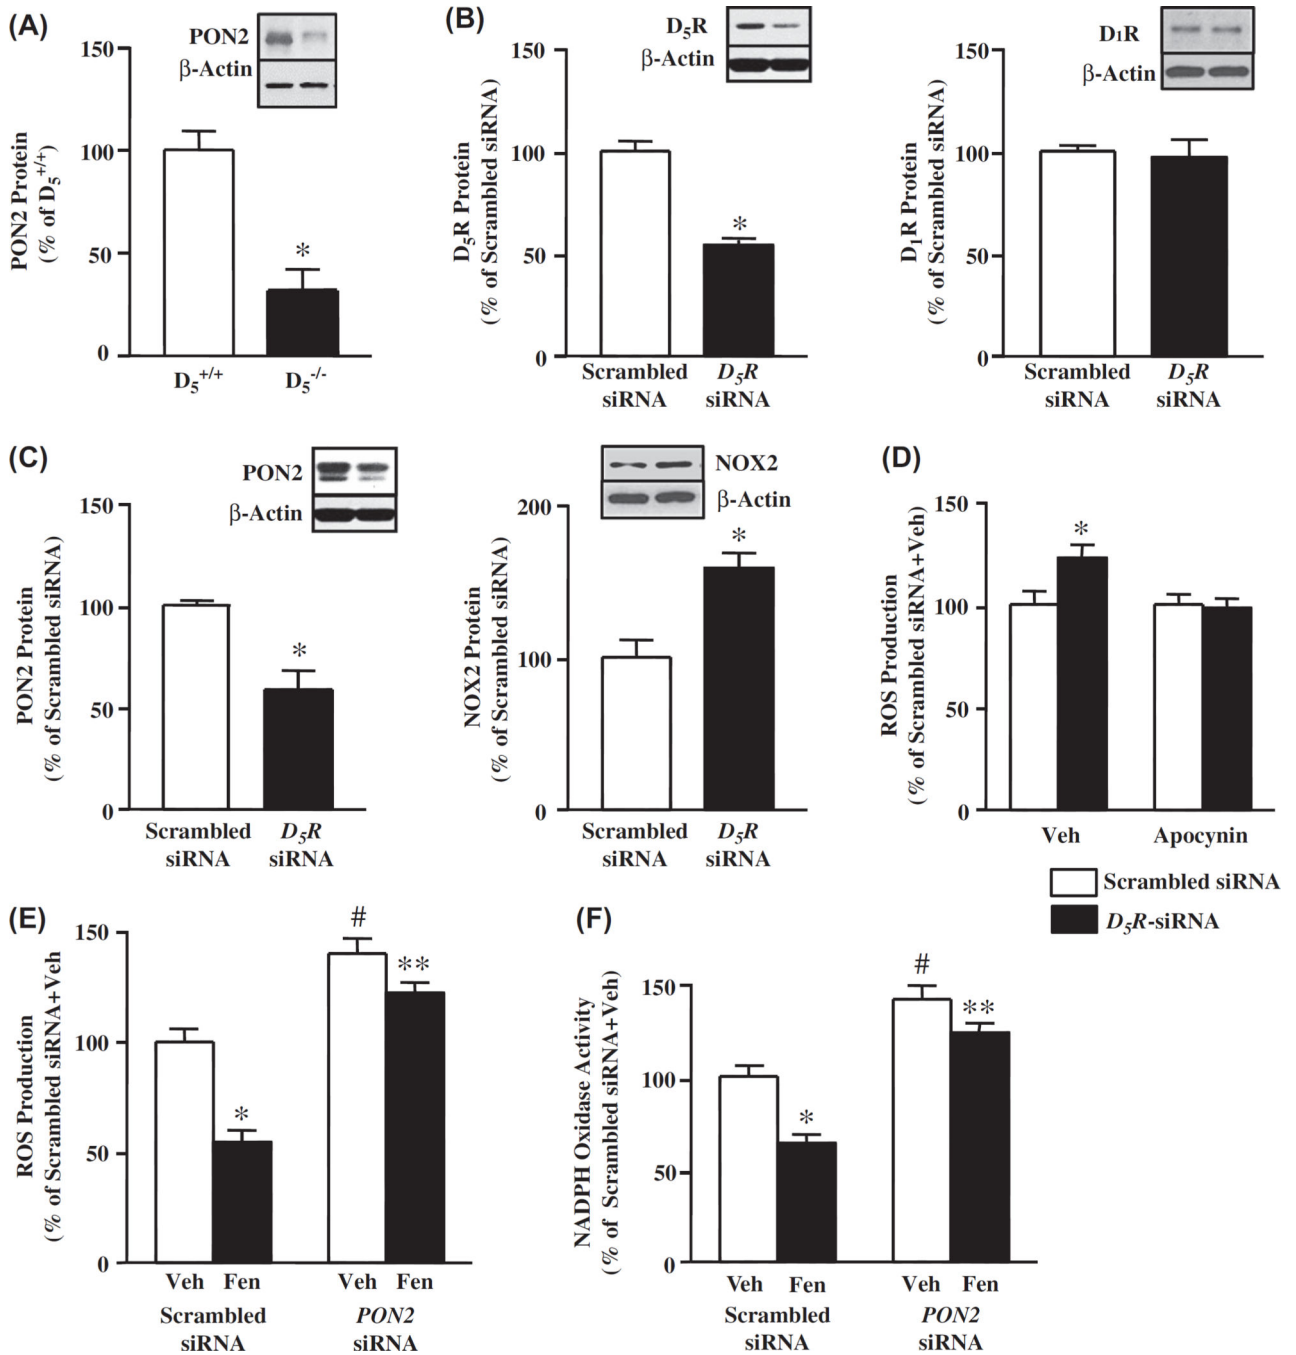 (A)
PON2
β-Actin
150
100
50
0
PON2 Protein
(% of D5+/+)
*
D5+/+
D5-/-
(B)
D5R
β-Actin
150
100
50
0
D5R Protein
(% of Scrambled siRNA)
*
Scrambled
siRNA
D5R
siRNA
D1R
β-Actin
150
100
50
0
D1R Protein
(% of Scrambled siRNA)
Scrambled
siRNA
D5R
siRNA
(C)
PON2
β-Actin
150
100
50
0
PON2 Protein
(% of Scrambled siRNA)
*
Scrambled
siRNA
D5R
siRNA
NOX2
β-Actin
200
100
0
NOX2 Protein
(% of Scrambled siRNA)
*
Scrambled
siRNA
D5R
siRNA
(D)
150
100
50
0
ROS Production
(% of Scrambled siRNA+Veh)
*
Veh
Apocynin
Scrambled siRNA
D5R-siRNA
(E)
150
100
50
0
ROS Production
(% of Scrambled siRNA+Veh
*
#
**
Veh Fen
Veh Fen
Scrambled
siRNA
PON2
siRNA
(F)
150
100
50
0
NADPH Oxidase Activity
(% of Scrambled siRNA+Veh)
*
#
**
Veh Fen
Veh Fen
Scrambled
siRNA
PON2
siRNA